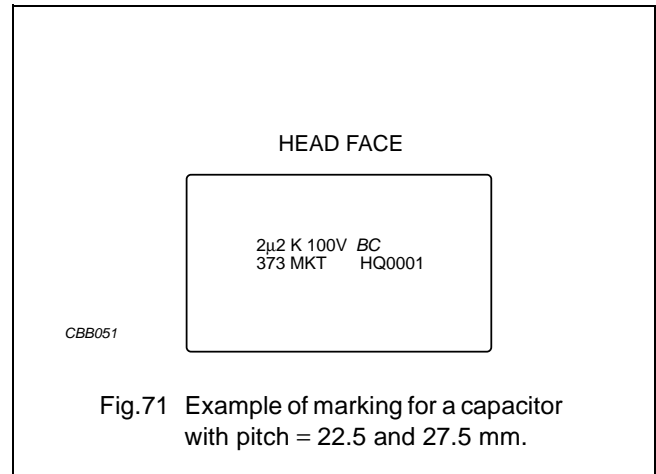 HEAD FACE
2μ2 K 100V BC
373 MKT HQ0001
CBB051
Fig.71 Example of marking for a capacitor
with pitch = 22.5 and 27.5 mm.